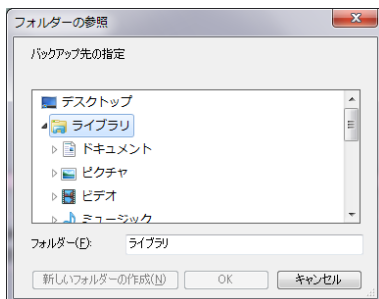 フォルダーの参照
バックアップ先の指定
デスクトップ
ライブラリ
ドキュメント
ピクチャ
ビデオ
ミュージック
フォルダー(F): ライブラリ
新しいフォルダーの作成(N) OK キャンセル